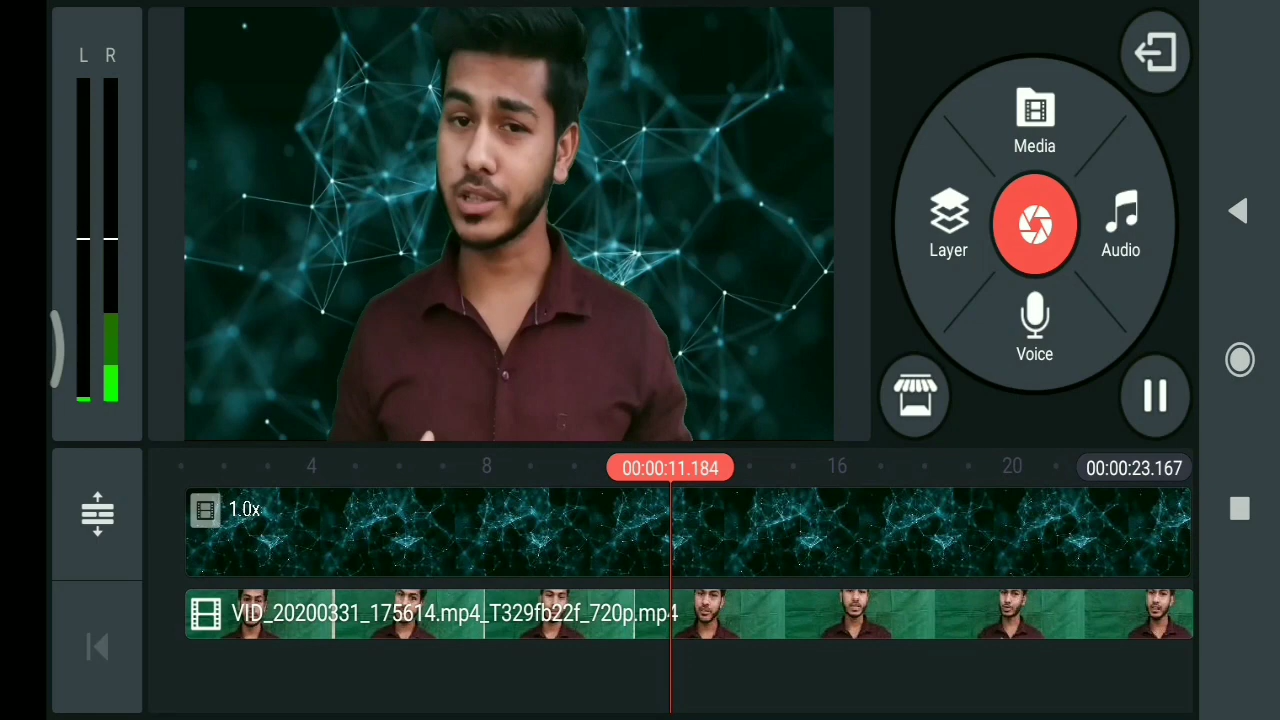 L R
Media
Layer
Audio
Voice
4 8 00:00:11.184 16 20 00:00:23.167
1.0x
VID_20200331_175614.mp4_T329fb22f_720p.mp4